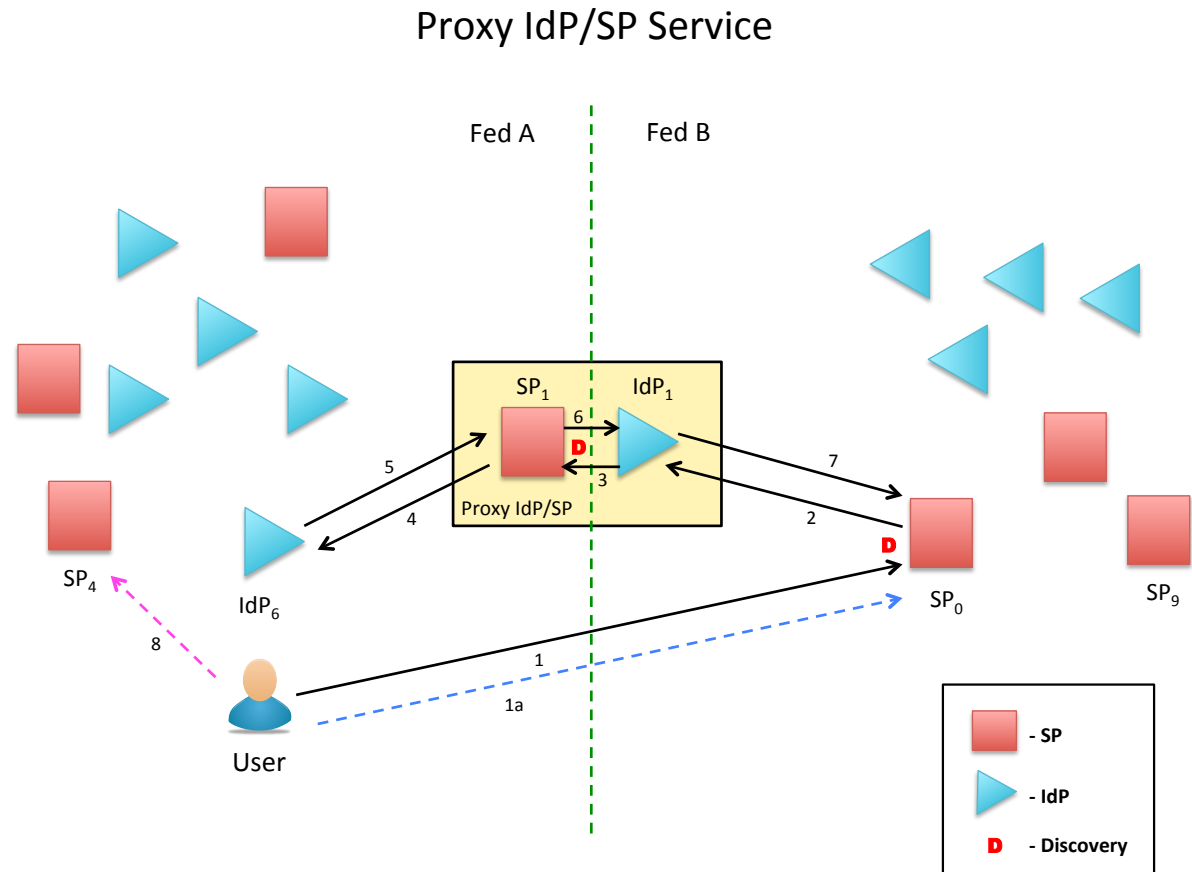 Proxy IdP/SP Service
Fed A
Fed B
SP₁
IdP₁
6
D
3
Proxy IdP/SP
5
4
7
2
D
SP₄
IdP₆
SP₀
SP₉
8
1
1a
User
- SP
- IdP
D - Discovery